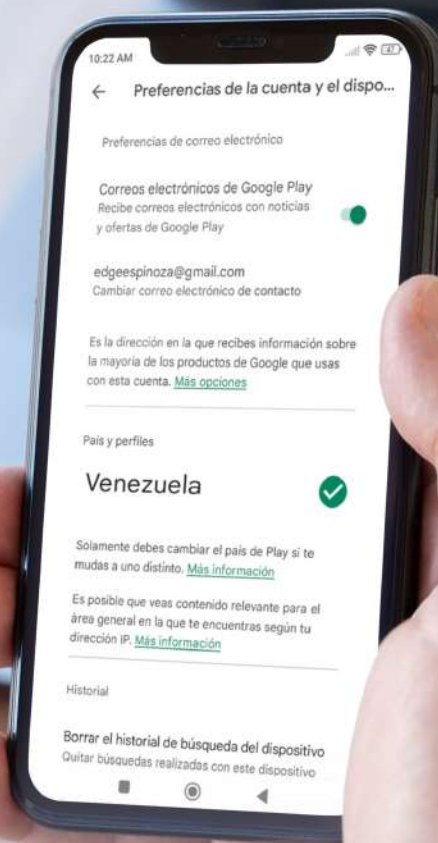 10:22 AM
Preferencias de la cuenta y el dispo...
Preferencias de correo electrónico
Correos electrónicos de Google Play
Recibe correos electrónicos con noticias
y ofertas de Google Play
edgeespinoza@gmail.com
Cambiar correo electrónico de contacto
Es la dirección en la que recibes información sobre
la mayoría de los productos de Google que usas
con esta cuenta. Más opciones
País y perfiles
Venezuela
Solamente debes cambiar el país de Play si te
mudas a uno distinto. Más información
Es posible que veas contenido relevante para el
área general en la que te encuentras según tu
dirección IP. Más información
Historial
Borrar el historial de búsqueda del dispositivo
Quitar búsquedas realizadas con este dispositivo